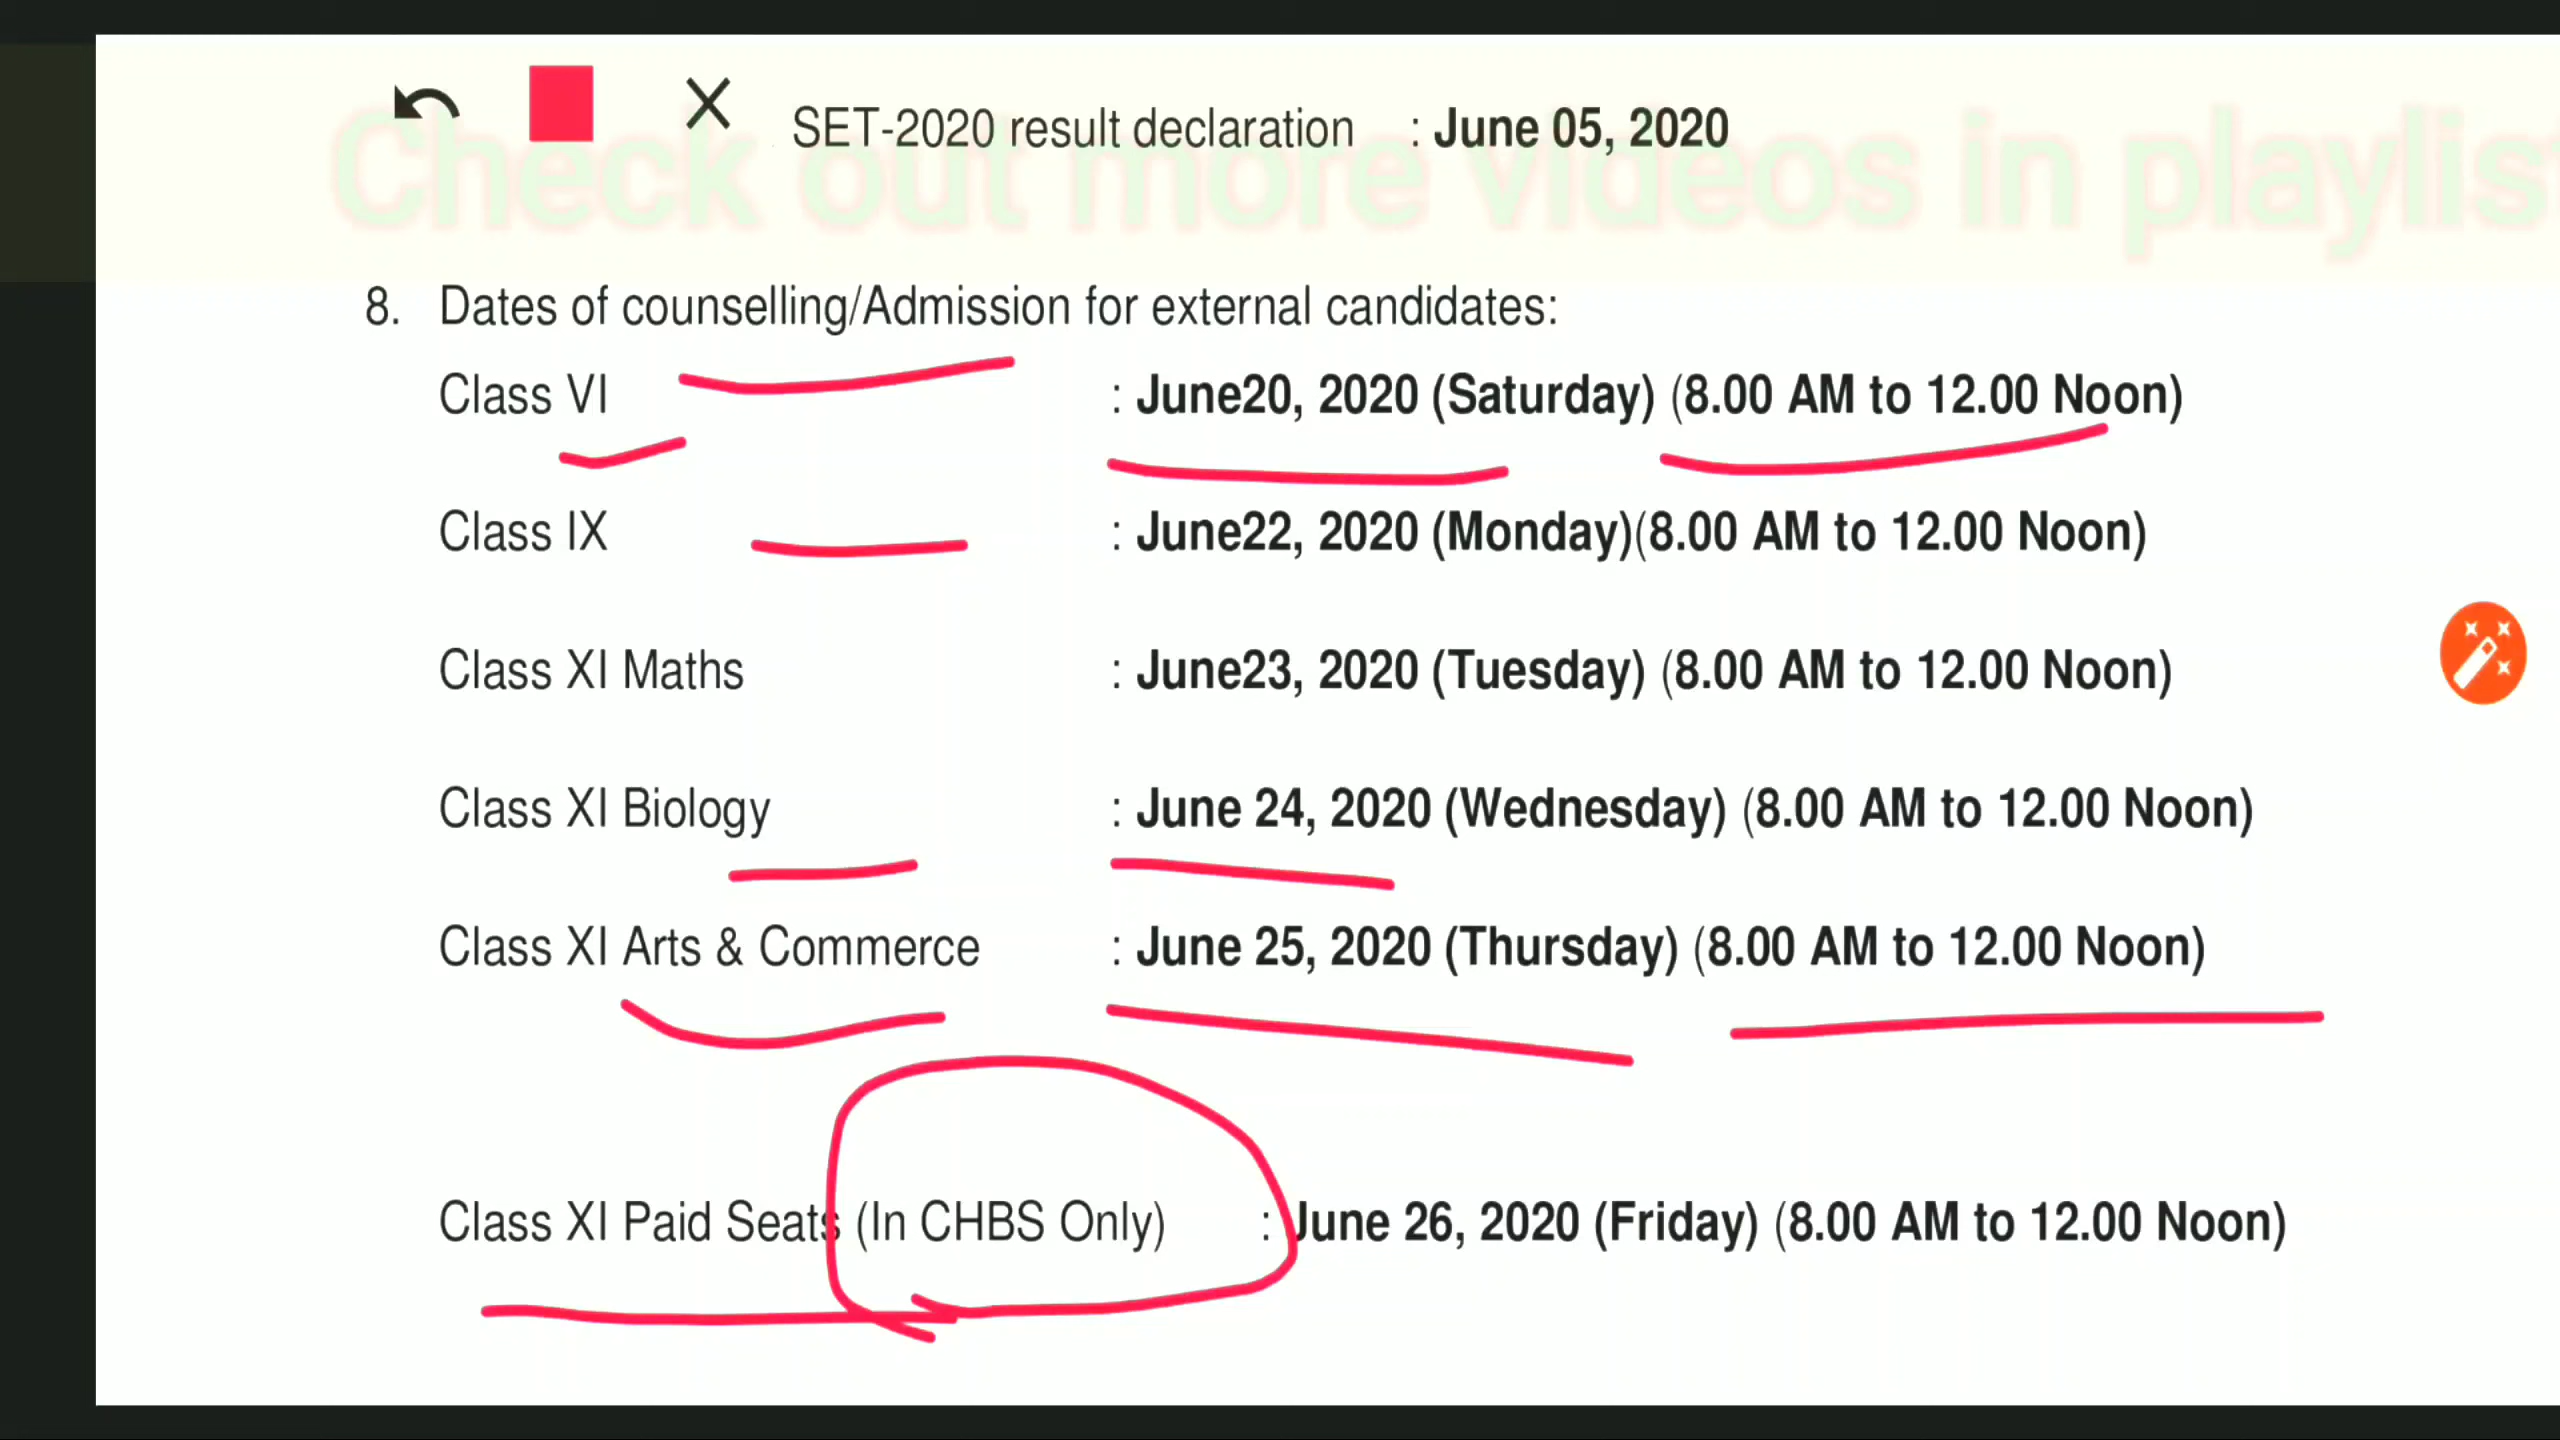 SET-2020 result declaration : June 05, 2020
Check out more videos in playlist
8. Dates of counselling/Admission for external candidates:
Class VI : June20, 2020 (Saturday) (8.00 AM to 12.00 Noon)
Class IX : June22, 2020 (Monday)(8.00 AM to 12.00 Noon)
Class XI Maths : June23, 2020 (Tuesday) (8.00 AM to 12.00 Noon)
Class XI Biology : June 24, 2020 (Wednesday) (8.00 AM to 12.00 Noon)
Class XI Arts & Commerce : June 25, 2020 (Thursday) (8.00 AM to 12.00 Noon)
Class XI Paid Seats (In CHBS Only) : June 26, 2020 (Friday) (8.00 AM to 12.00 Noon)